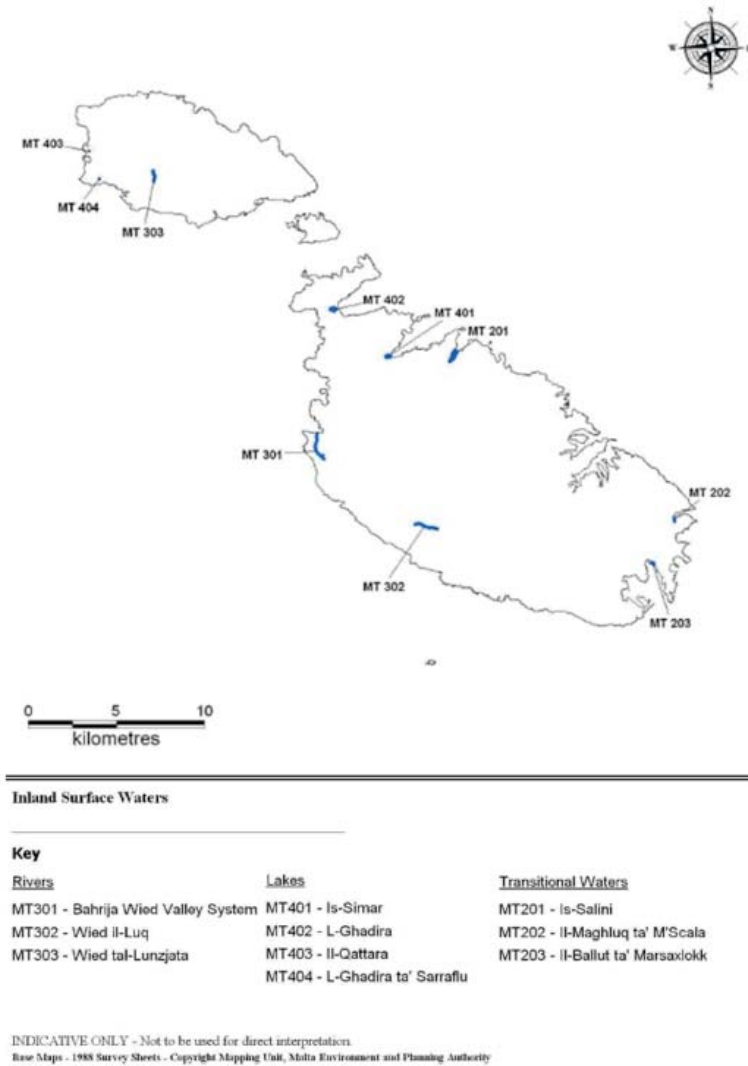 N
W
S
MT 403
MT 404
MT 303
MT 402
MT 401
MT 201
MT 301
MT 202
MT 302
MT 203
0 5 10
kilometres
Inland Surface Waters
Key
Rivers
MT301 - Bahrija Wied Valley System
MT302 - Wied il-Luq
MT303 - Wied tal-Lunzjata
Lakes
MT401 - Is-Simar
MT402 - L-Ghadira
MT403 - Il-Qattara
MT404 - L-Ghadira ta' Sarraflu
Transitional Waters
MT201 - Is-Salini
MT202 - Il-Maghluq ta' M'Scala
MT203 - Il-Ballut ta' Marsaxlokk
INDICATIVE ONLY - Not to be used for direct interpretation.
Base Maps - 1988 Survey Sheets - Copyright Mapping Unit, Malta Environment and Planning Authority